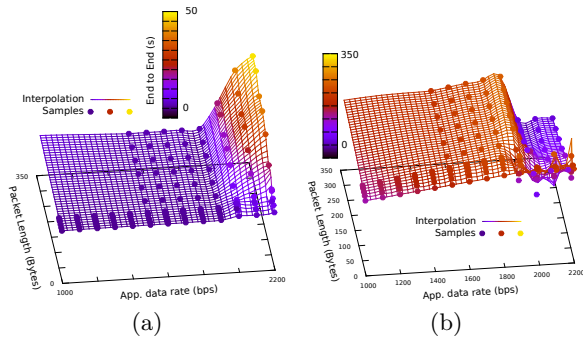 50
End to End (s)
0
Interpolation
Samples
350
Packet Length (Bytes)
0
1000
2200
App. data rate (bps)
(a)
350
0
350
300
250
200
150
100
50
0
Packet Length (Bytes)
Interpolation
Samples
1000 1200 1400 1600 1800 2000 2200
App. data rate (bps)
(b)